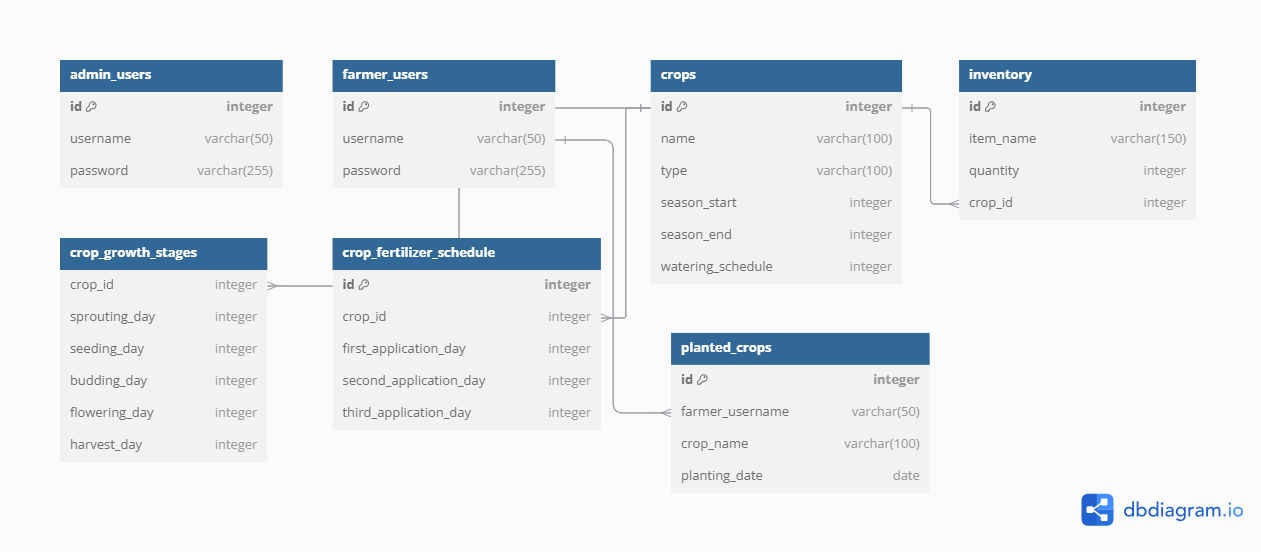 admin_users
id integer
username varchar(50)
password varchar(255)
farmer_users
id integer
username varchar(50)
password varchar(255)
crops
id integer
name varchar(100)
type varchar(100)
season_start integer
season_end integer
watering_schedule integer
inventory
id integer
item_name varchar(150)
quantity integer
crop_id integer
crop_growth_stages
crop_id integer
sprouting_day integer
seeding_day integer
budding_day integer
flowering_day integer
harvest_day integer
crop_fertilizer_schedule
id integer
crop_id integer
first_application_day integer
second_application_day integer
third_application_day integer
planted_crops
id integer
farmer_username varchar(50)
crop_name varchar(100)
planting_date date
dbdiagram.io